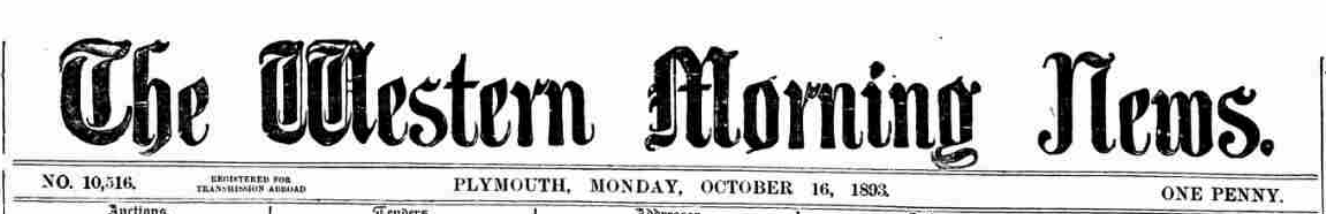 The Western Morning News.
NO. 10,516.
REGISTERED FOR
TRANSMISSION ABROAD
PLYMOUTH, MONDAY, OCTOBER 16, 1893.
ONE PENNY.
Auctions
Tenders
Addresses